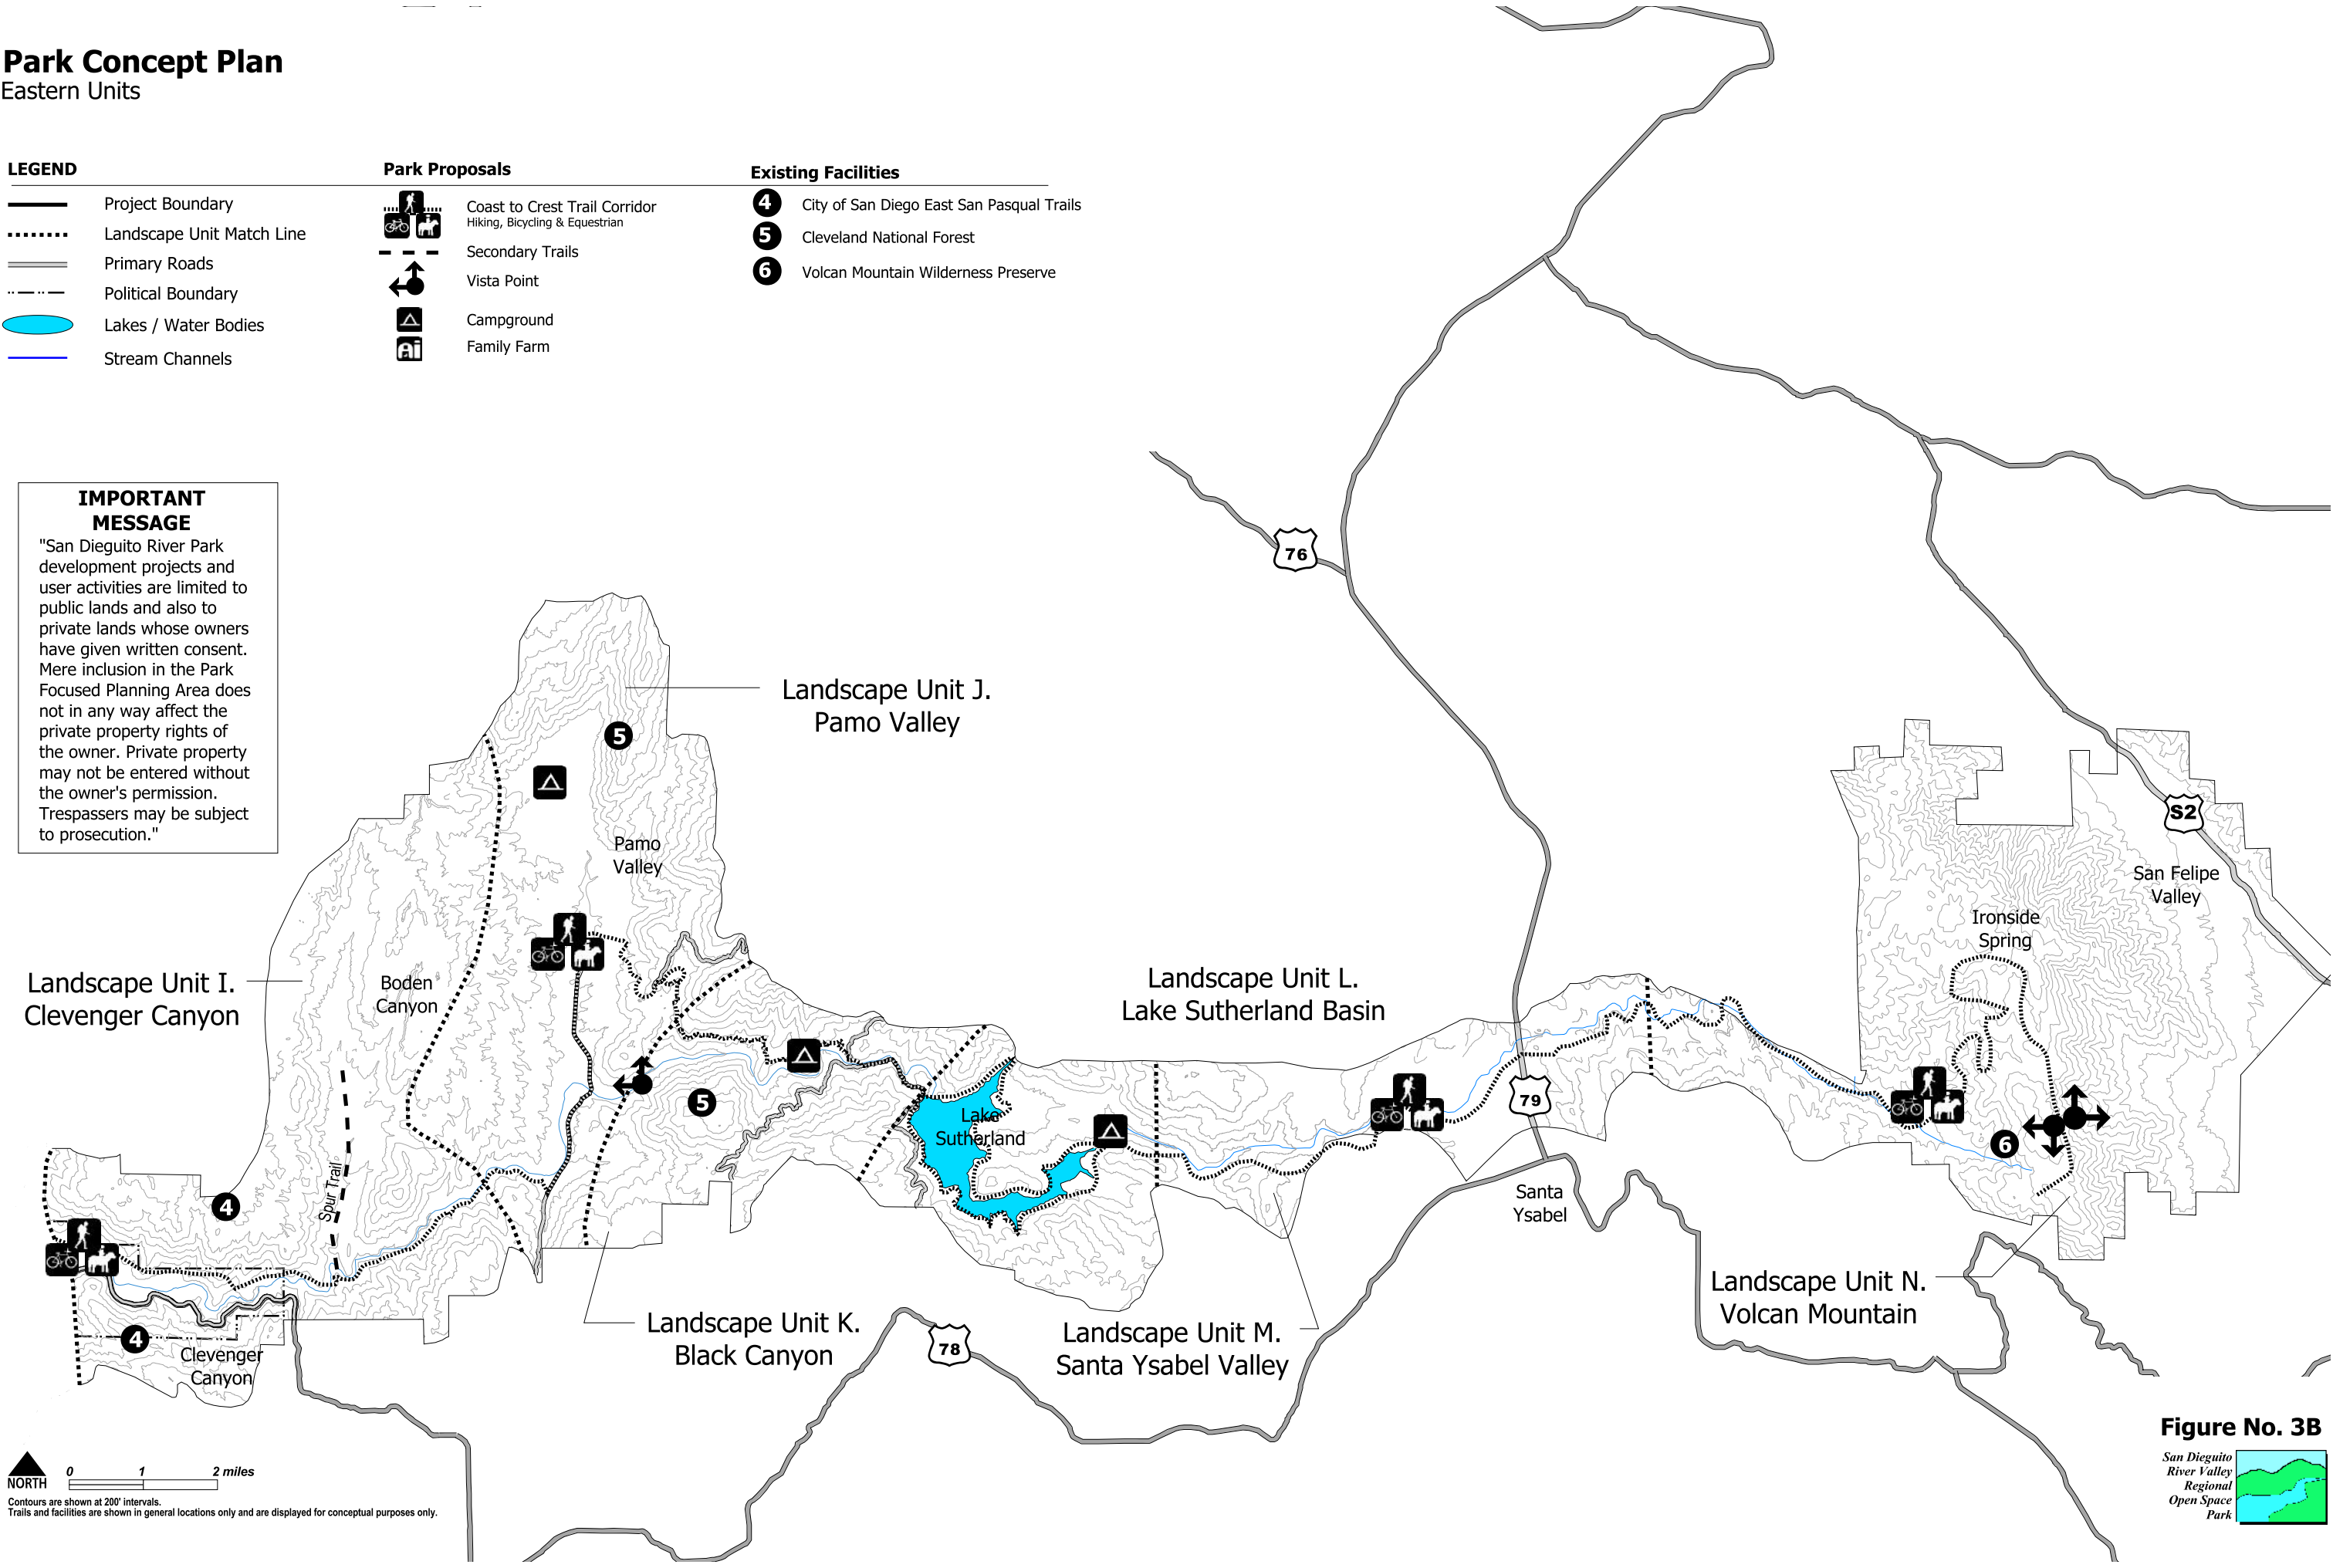 Park Concept Plan
Eastern Units
LEGEND
Project Boundary
Landscape Unit Match Line
Primary Roads
Political Boundary
Lakes / Water Bodies
Stream Channels
Park Proposals
Coast to Crest Trail Corridor
Hiking, Bicycling & Equestrian
Secondary Trails
Vista Point
Campground
Family Farm
Existing Facilities
4 City of San Diego East San Pasqual Trails
5 Cleveland National Forest
6 Volcan Mountain Wilderness Preserve
IMPORTANT
MESSAGE
"San Dieguito River Park
development projects and
user activities are limited to
public lands and also to
private lands whose owners
have given written consent.
Mere inclusion in the Park
Focused Planning Area does
not in any way affect the
private property rights of
the owner. Private property
may not be entered without
the owner's permission.
Trespassers may be subject
to prosecution."
76
Landscape Unit J.
Pamo Valley
5
Pamo
Valley
S2
San Felipe
Valley
Ironside
Spring
Landscape Unit I.
Clevenger Canyon
Boden
Canyon
Landscape Unit L.
Lake Sutherland Basin
5
Lake
Sutherland
79
6
Spur Trail
4
Santa
Ysabel
4
Clevenger
Canyon
Landscape Unit K.
Black Canyon
78
Landscape Unit M.
Santa Ysabel Valley
Landscape Unit N.
Volcan Mountain
NORTH
0 1 2 miles
Contours are shown at 200' intervals.
Trails and facilities are shown in general locations only and are displayed for conceptual purposes only.
Figure No. 3B
San Dieguito
River Valley
Regional
Open Space
Park